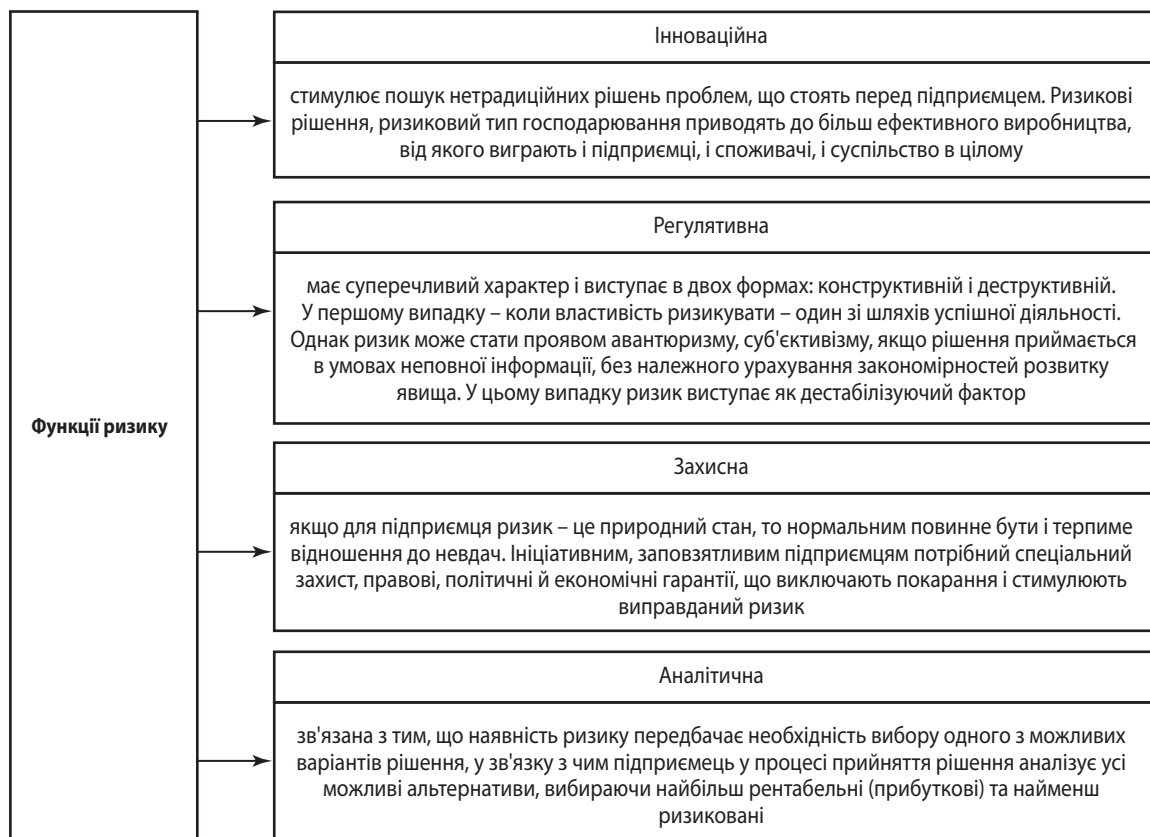 Функції ризику
Інноваційна
стимулює пошук нетрадиційних рішень проблем, що стоять перед підприємцем. Ризикові
рішення, ризиковий тип господарювання приводять до більш ефективного виробництва,
від якого виграють і підприємці, і споживачі, і суспільство в цілому
Регулятивна
має суперечливий характер і виступає в двох формах: конструктивній і деструктивній.
У першому випадку – коли властивість ризикувати – один зі шляхів успішної діяльності.
Однак ризик може стати проявом авантюризму, суб'єктивізму, якщо рішення приймається
в умовах неповної інформації, без належного урахування закономірностей розвитку
явища. У цьому випадку ризик виступає як дестабілізуючий фактор
Захисна
якщо для підприємця ризик – це природний стан, то нормальним повинне бути і терпиме
відношення до невдач. Ініціативним, заповзятливим підприємцям потрібний спеціальний
захист, правові, політичні й економічні гарантії, що виключають покарання і стимулюють
виправданий ризик
Аналітична
зв'язана з тим, що наявність ризику передбачає необхідність вибору одного з можливих
варіантів рішення, у зв'язку з чим підприємець у процесі прийняття рішення аналізує усі
можливі альтернативи, вибираючи найбільш рентабельні (прибуткові) та найменш
ризиковані